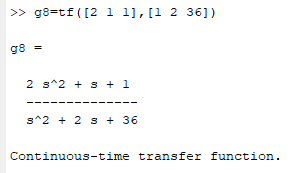 >> g8=tf([2 1 1],[1 2 36])
g8 =
2 s^2 + s + 1
--------------
s^2 + 2 s + 36
Continuous-time transfer function.